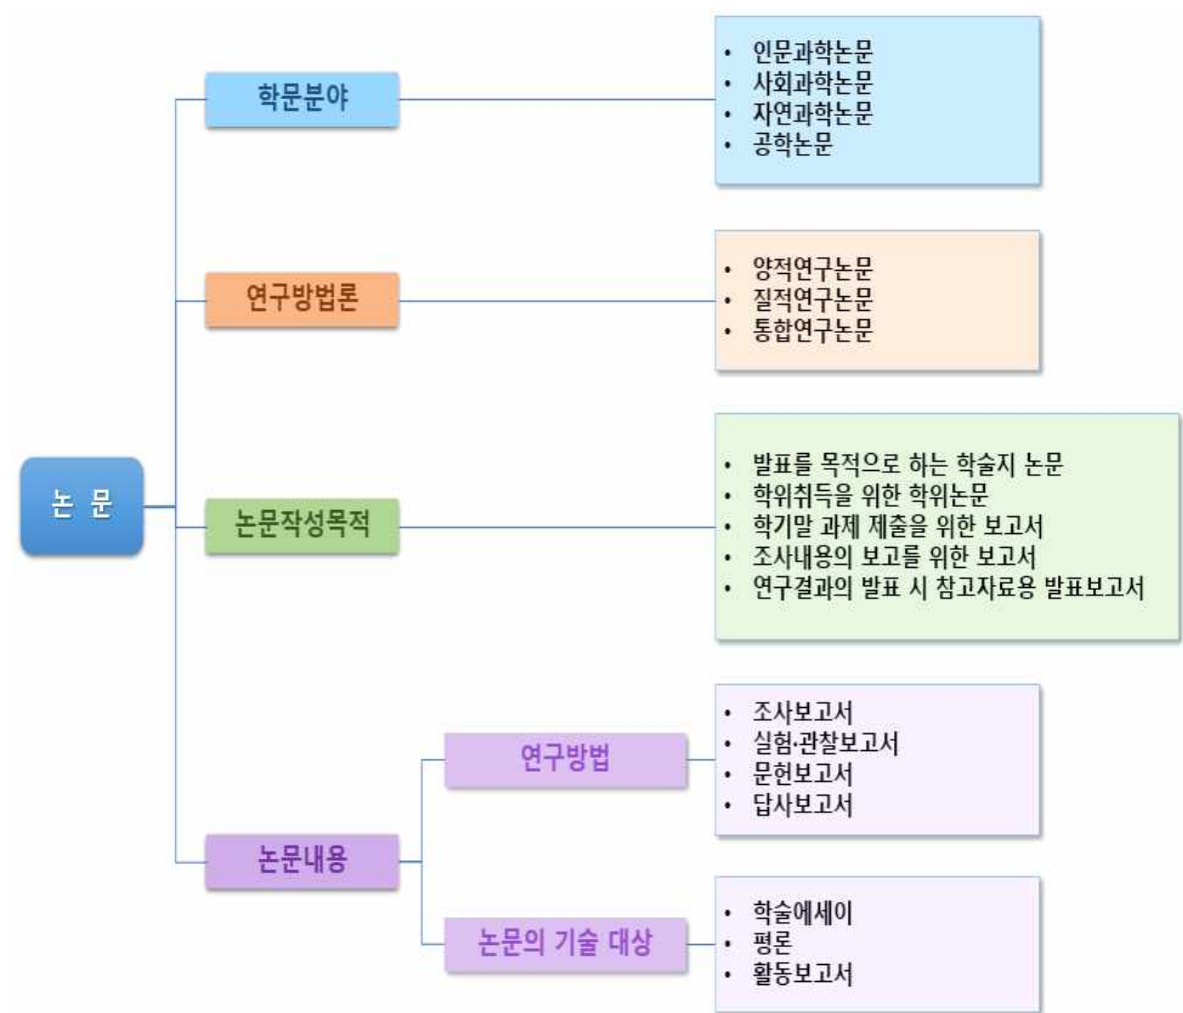 논 문
학문분야
• 인문과학논문
• 사회과학논문
• 자연과학논문
• 공학논문
연구방법론
• 양적연구논문
• 질적연구논문
• 통합연구논문
논문작성목적
• 발표를 목적으로 하는 학술지 논문
• 학위취득을 위한 학위논문
• 학기말 과제 제출을 위한 보고서
• 조사내용의 보고를 위한 보고서
• 연구결과의 발표 시 참고자료용 발표보고서
논문내용
연구방법
• 조사보고서
• 실험·관찰보고서
• 문헌보고서
• 답사보고서
논문의 기술 대상
• 학술에세이
• 평론
• 활동보고서